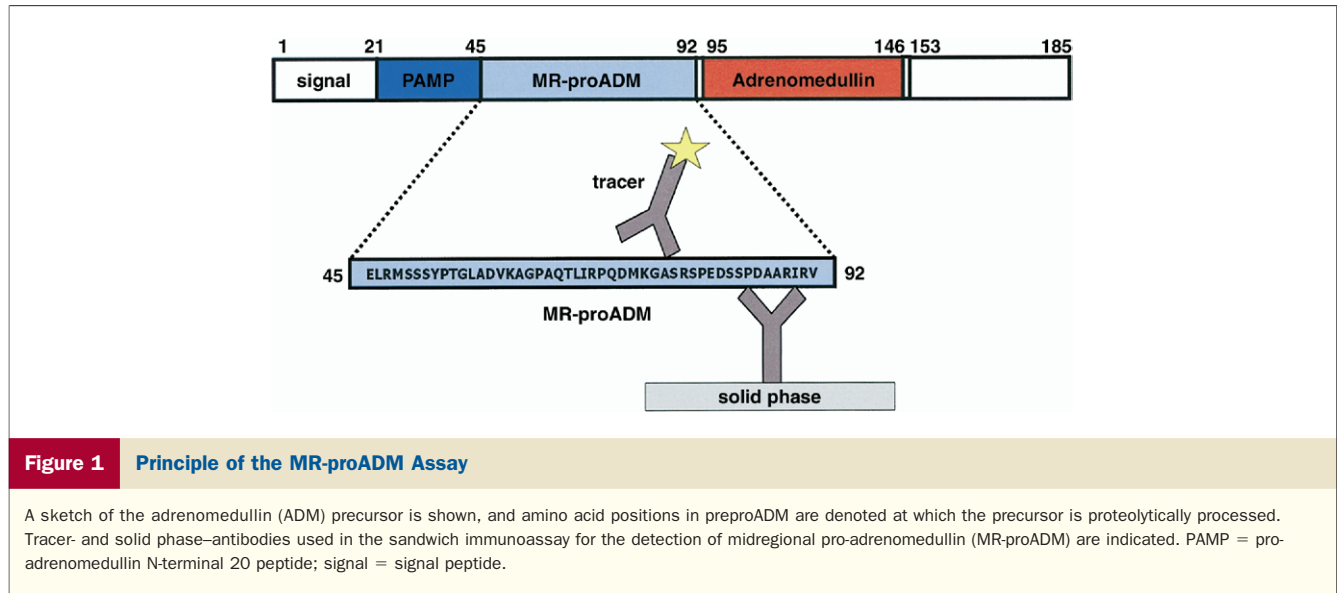 1 21 45 92 95 146 153 185
signal PAMP MR-proADM Adrenomedullin
tracer
45 ELRMSSSYPTGLADVKAGPAQTLIRPQDMKGASRSPEDSSPDAARIRV 92
MR-proADM
solid phase
Figure 1 Principle of the MR-proADM Assay
A sketch of the adrenomedullin (ADM) precursor is shown, and amino acid positions in preproADM are denoted at which the precursor is proteolytically processed.
Tracer- and solid phase–antibodies used in the sandwich immunoassay for the detection of midregional pro-adrenomedullin (MR-proADM) are indicated. PAMP = pro-
adrenomedullin N-terminal 20 peptide; signal = signal peptide.